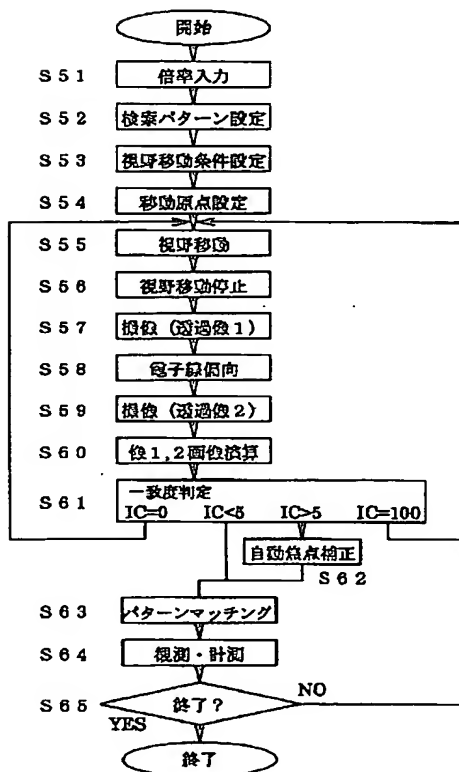 開始
S51 倍率入力
S52 検索パターン設定
S53 視野移動条件設定
S54 移動原点設定
S55 視野移動
S56 視野移動停止
S57 撮像(透過像1)
S58 電子線偏向
S59 撮像(透過像2)
S60 像1,2画像演算
S61 一致度判定
IC=0 IC<5 IC>5 IC=100
自動焦点補正
S62
S63 パターンマッチング
S64 観測・計測
S65 終了?
NO
YES
終了